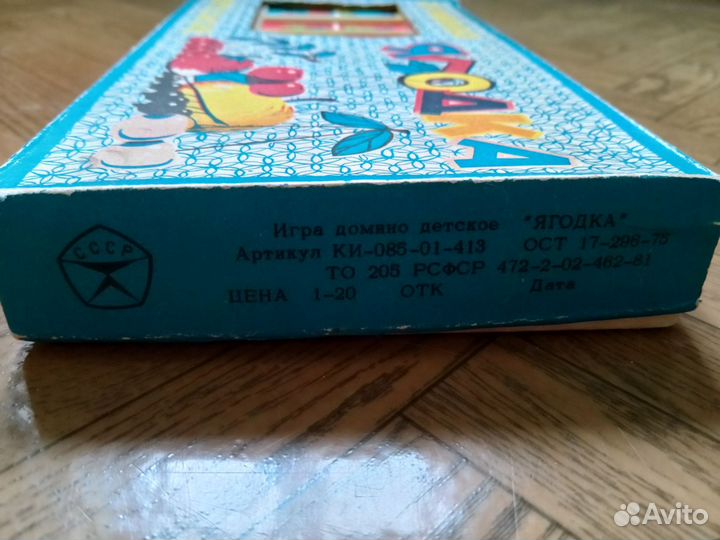 ЯГОДКА
СССР
Игра домино детское "ЯГОДКА"
Артикул КИ-085-01-413 ОСТ 17-296-75
ТО 205 РСФСР 472-2-02-462-81
ЦЕНА 1-20 ОТК Дата
Avito